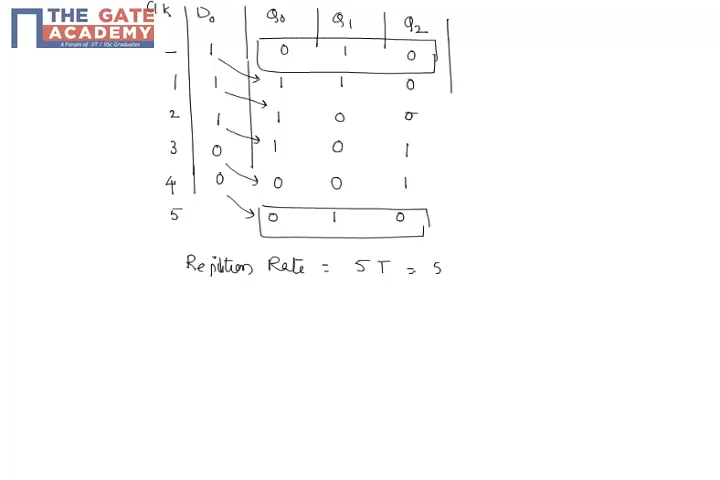 THE GATE
ACADEMY
A Forum of IIT / IISc Graduates
Clk D₀ Q₀ Q₁ Q₂
– 1 0 1 0
1 1 1 1 0
2 1 1 0 0
3 0 1 0 1
4 0 0 0 1
5 0 1 0
Rate = 5T = 5